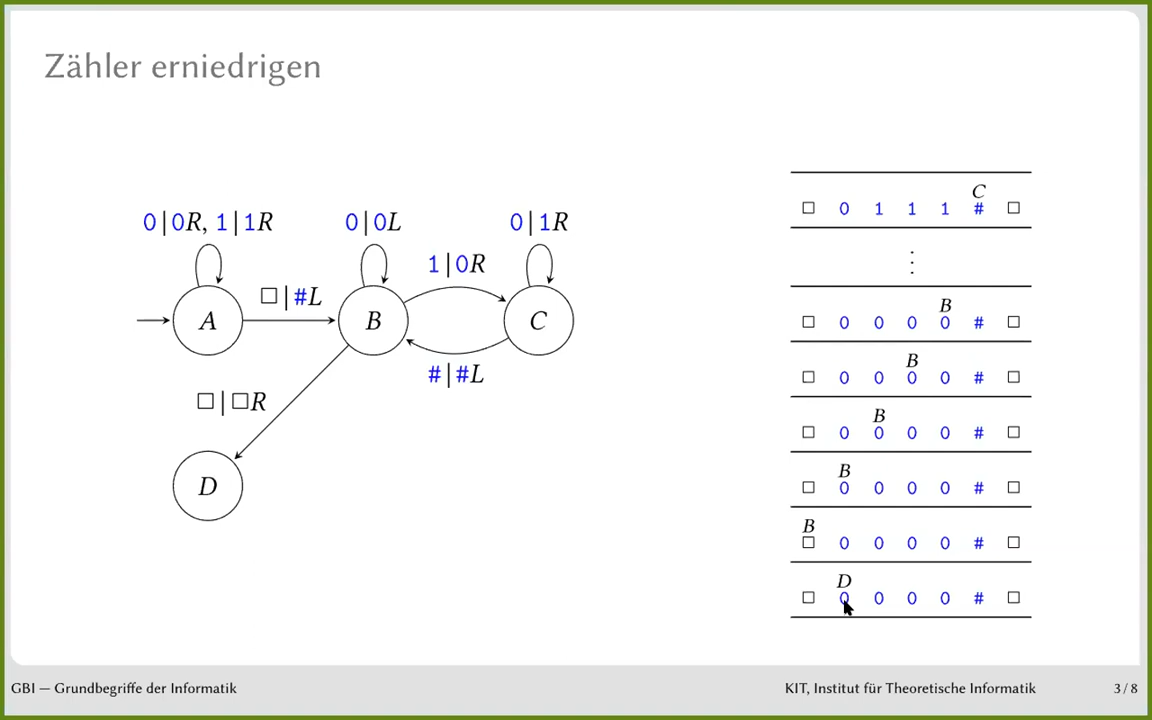 Zähler erniedrigen
0|0R, 1|1R
0|0L
0|1R
1|0R
□|#L
A
B
C
#|#L
□|□R
D
C
□ 0 1 1 1 # □
⋮
B
□ 0 0 0 0 # □
B
□ 0 0 0 0 # □
B
□ 0 0 0 0 # □
B
□ 0 0 0 0 # □
B
□ 0 0 0 0 # □
D
□ 0 0 0 0 # □
GBI — Grundbegriffe der Informatik
KIT, Institut für Theoretische Informatik
3 / 8